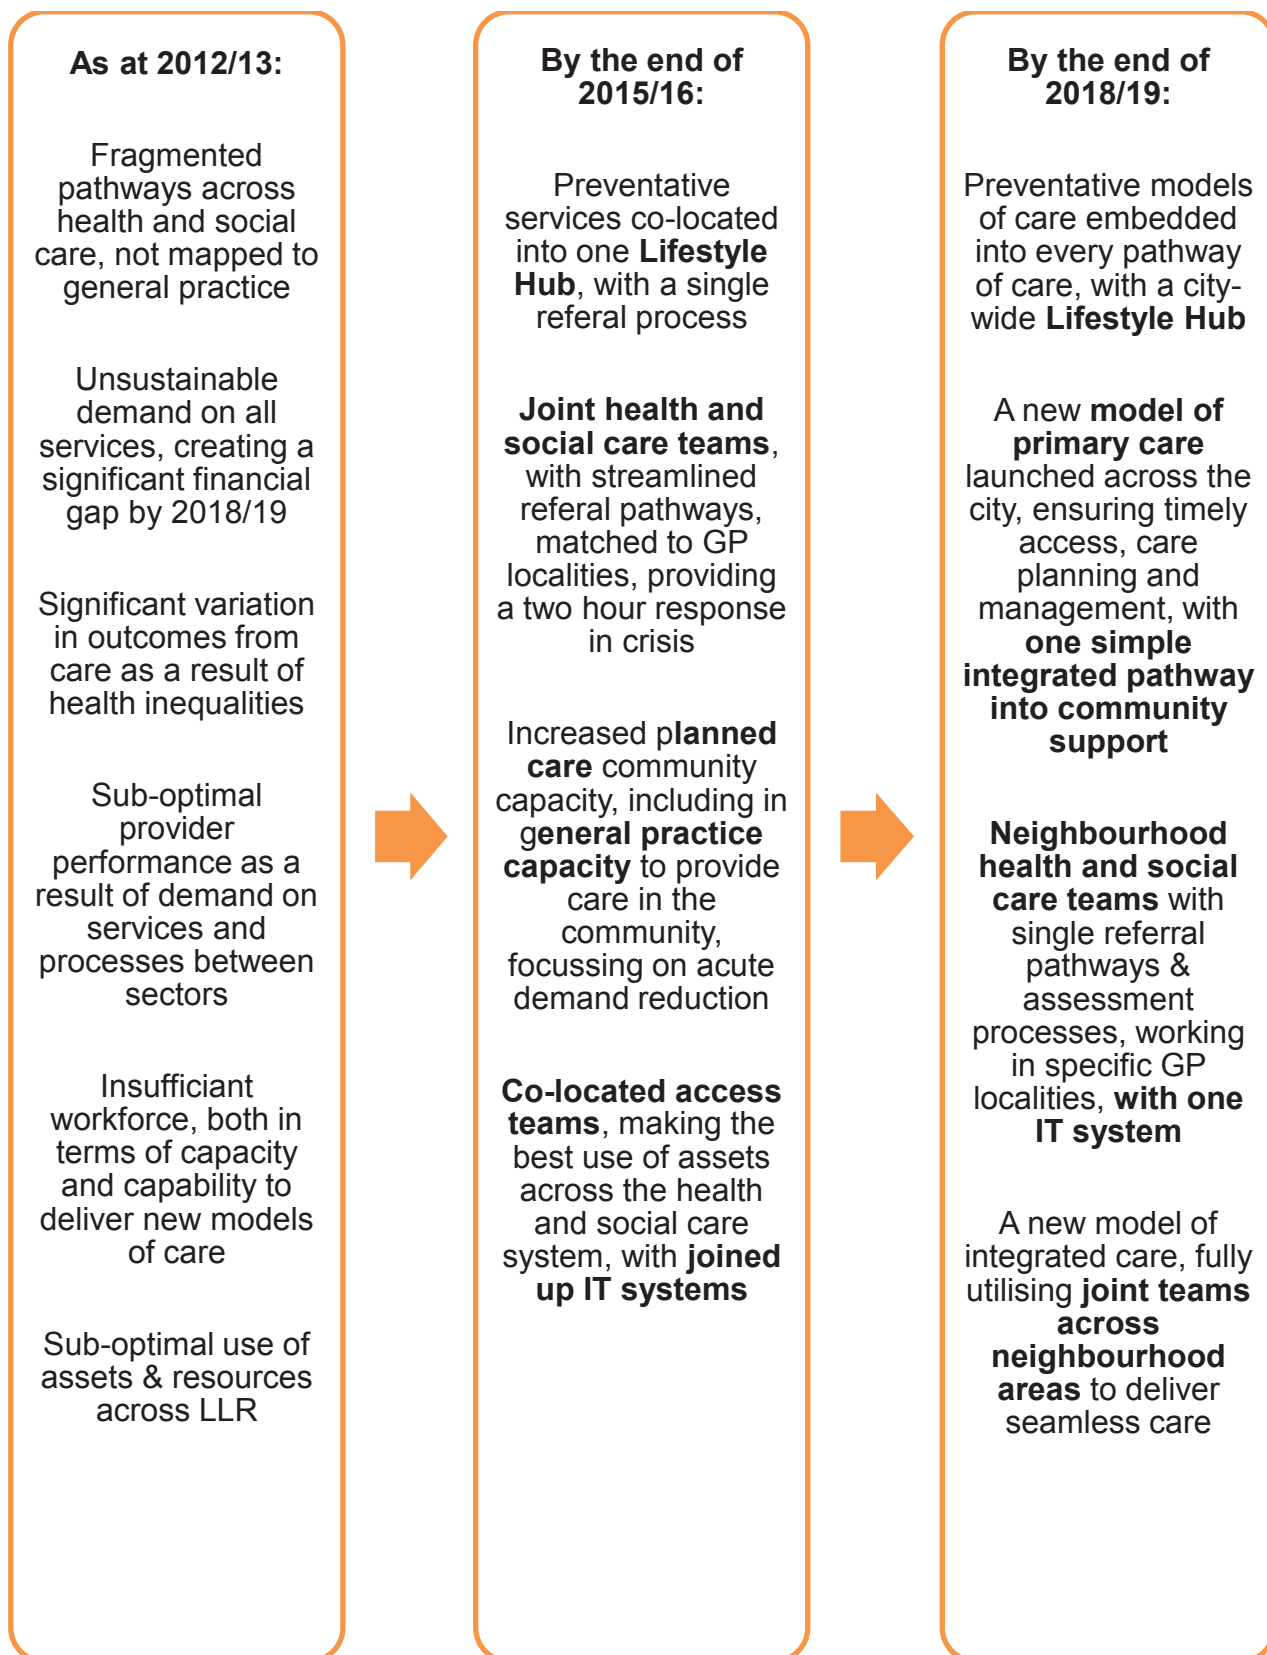 As at 2012/13:
Fragmented
pathways across
health and social
care, not mapped to
general practice
Unsustainable
demand on all
services, creating a
significant financial
gap by 2018/19
Significant variation
in outcomes from
care as a result of
health inequalities
Sub-optimal
provider
performance as a
result of demand on
services and
processes between
sectors
Insufficiant
workforce, both in
terms of capacity
and capability to
deliver new models
of care
Sub-optimal use of
assets & resources
across LLR
By the end of
2015/16:
Preventative
services co-located
into one Lifestyle
Hub, with a single
referal process
Joint health and
social care teams,
with streamlined
referal pathways,
matched to GP
localities, providing
a two hour response
in crisis
Increased planned
care community
capacity, including in
general practice
capacity to provide
care in the
community,
focussing on acute
demand reduction
Co-located access
teams, making the
best use of assets
across the health
and social care
system, with joined
up IT systems
By the end of
2018/19:
Preventative models
of care embedded
into every pathway
of care, with a city-
wide Lifestyle Hub
A new model of
primary care
launched across the
city, ensuring timely
access, care
planning and
management, with
one simple
integrated pathway
into community
support
Neighbourhood
health and social
care teams with
single referral
pathways &
assessment
processes, working
in specific GP
localities, with one
IT system
A new model of
integrated care, fully
utilising joint teams
across
neighbourhood
areas to deliver
seamless care